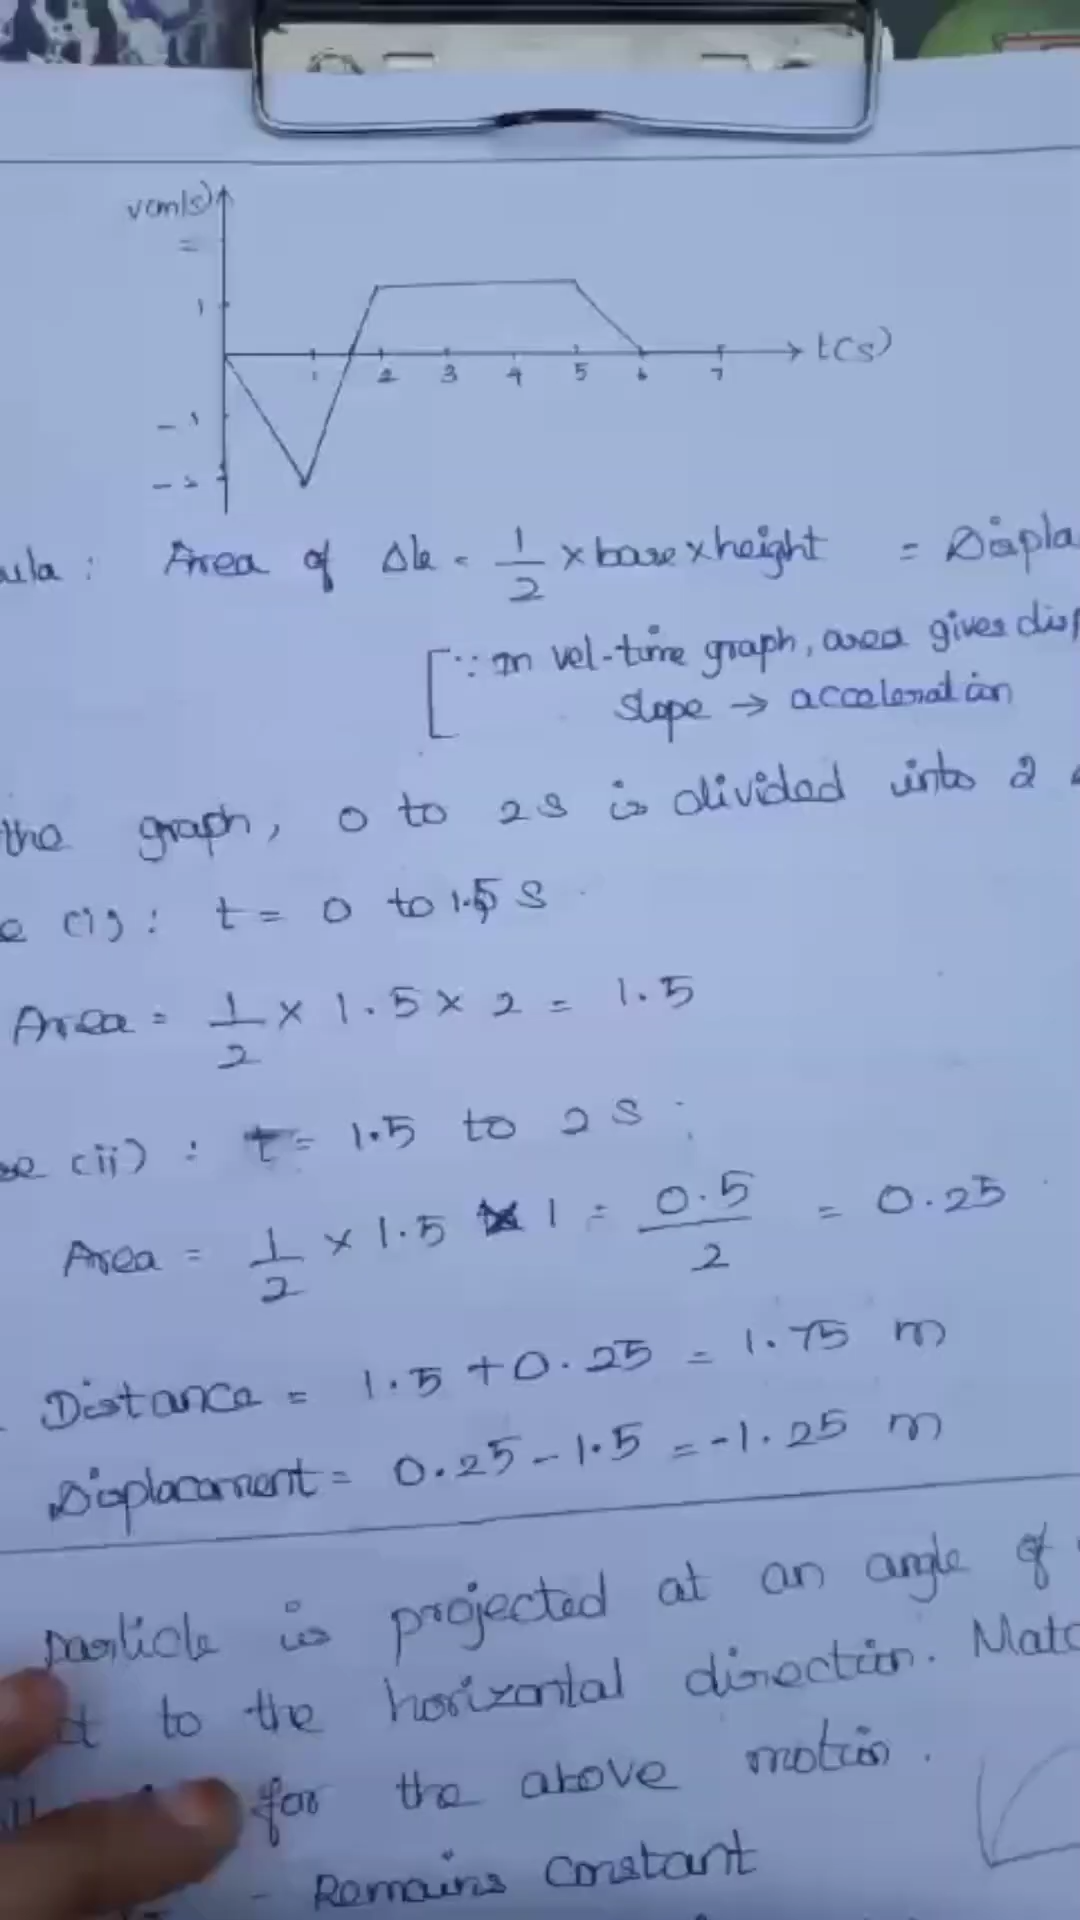 v(m/s)
1
t(s)
1 2 3 4 5 6 7
-1
-2
ula : Area of Δle = 1/2 × base × height = Displa
[∵ In vel-time graph, area gives disp
slope → acceleration
the graph, 0 to 2s is divided into 2
e (i) : t = 0 to 1.5 s
Area = 1/2 × 1.5 × 2 = 1.5
se (ii) : t = 1.5 to 2 s.
Area = 1/2 × 1.5 × 1 = 0.5/2 = 0.25
Distance = 1.5 + 0.25 = 1.75 m
Displacement = 0.25 - 1.5 = -1.25 m
particle is projected at an angle of
to the horizontal direction. Matc
for the above motion.
- Remains constant